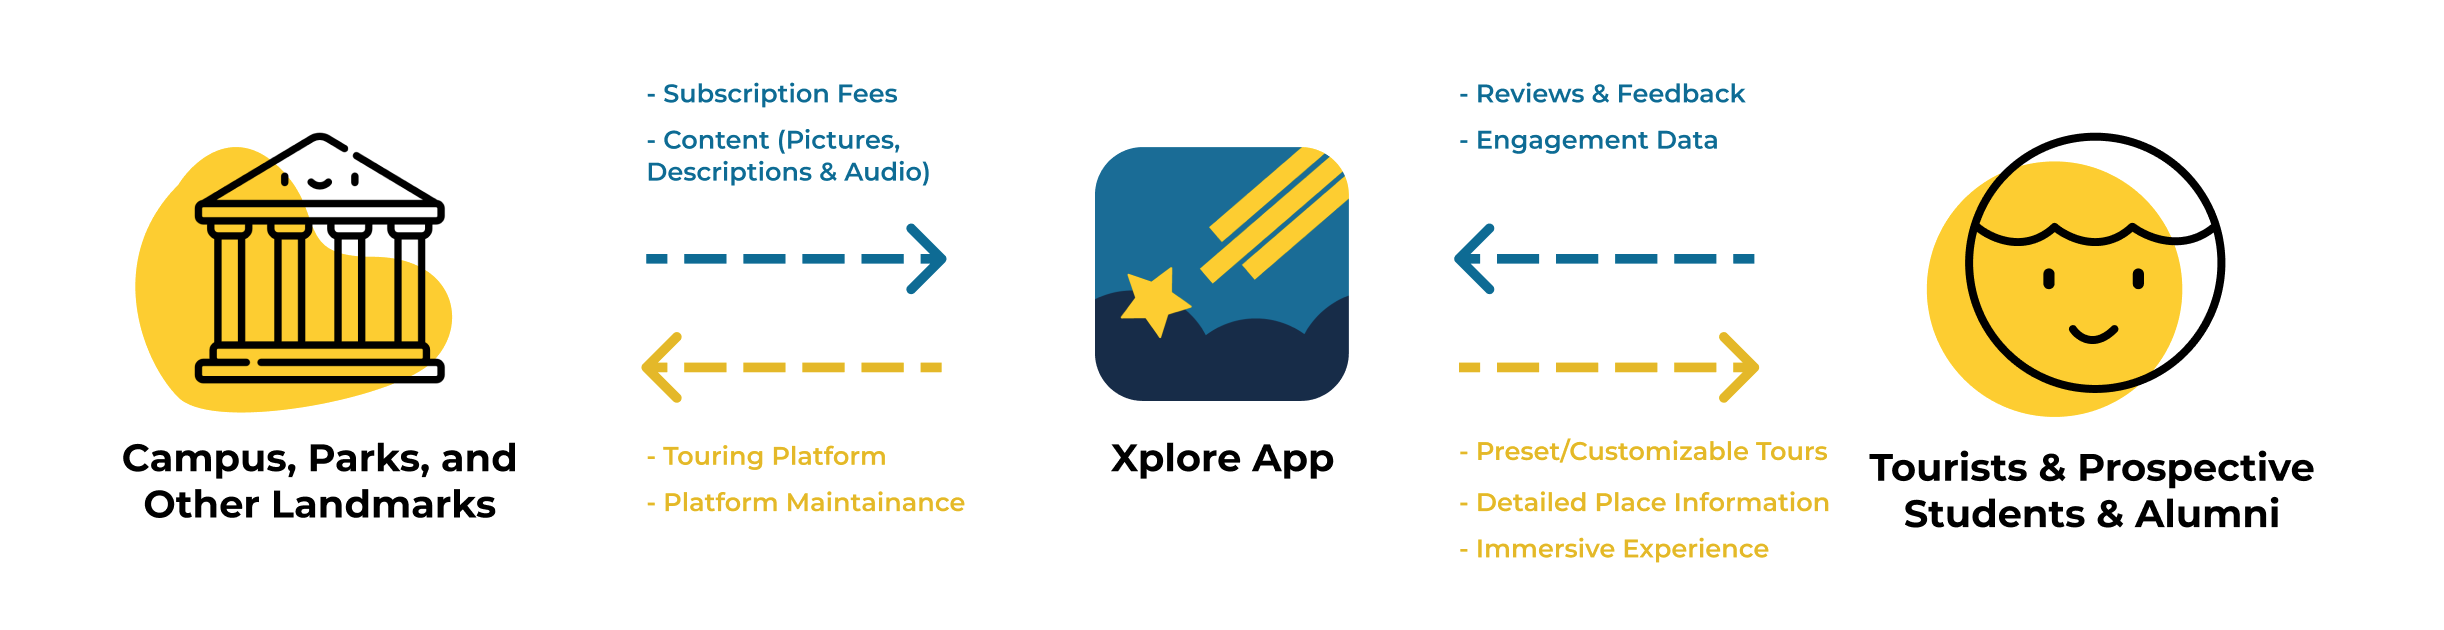 - Subscription Fees
- Content (Pictures,
Descriptions & Audio)
- Reviews & Feedback
- Engagement Data
Campus, Parks, and
Other Landmarks
- Touring Platform
- Platform Maintainance
Xplore App
- Preset/Customizable Tours
- Detailed Place Information
- Immersive Experience
Tourists & Prospective
Students & Alumni